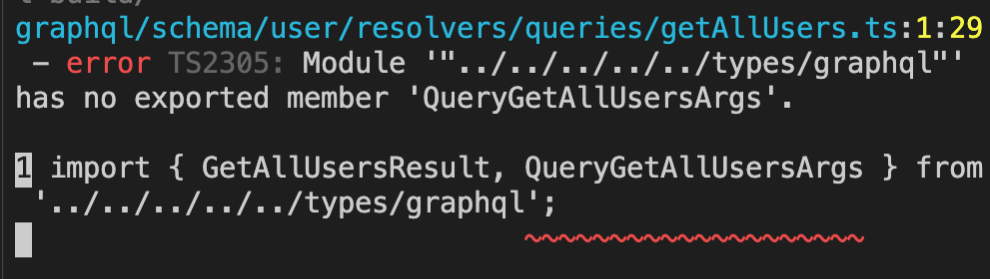 graphql/schema/user/resolvers/queries/getAllUsers.ts:1:29
- error TS2305: Module '"../../../../../types/graphql"'
has no exported member 'QueryGetAllUsersArgs'.
1 import { GetAllUsersResult, QueryGetAllUsersArgs } from
'../../../../../types/graphql';